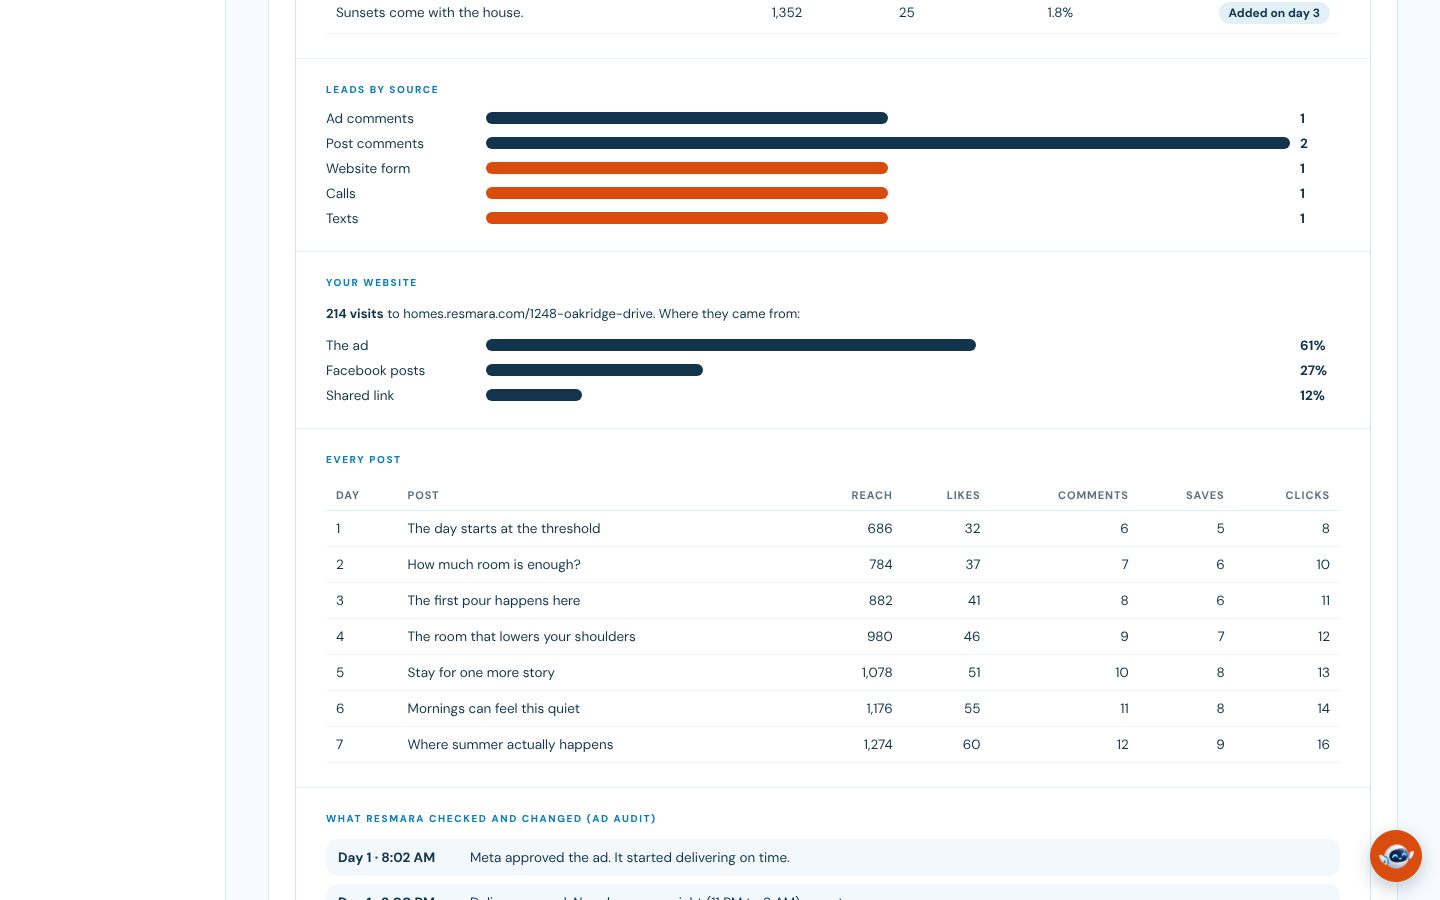 Sunsets come with the house. 1,352 25 1.8% Added on day 3
LEADS BY SOURCE
Ad comments 1
Post comments 2
Website form 1
Calls 1
Texts 1
YOUR WEBSITE
214 visits to homes.resmara.com/1248-oakridge-drive. Where they came from:
The ad 61%
Facebook posts 27%
Shared link 12%
EVERY POST
DAY POST REACH LIKES COMMENTS SAVES CLICKS
1 The day starts at the threshold 686 32 6 5 8
2 How much room is enough? 784 37 7 6 10
3 The first pour happens here 882 41 8 6 11
4 The room that lowers your shoulders 980 46 9 7 12
5 Stay for one more story 1,078 51 10 8 13
6 Mornings can feel this quiet 1,176 55 11 8 14
7 Where summer actually happens 1,274 60 12 9 16
WHAT RESMARA CHECKED AND CHANGED (AD AUDIT)
Day 1 · 8:02 AM Meta approved the ad. It started delivering on time.